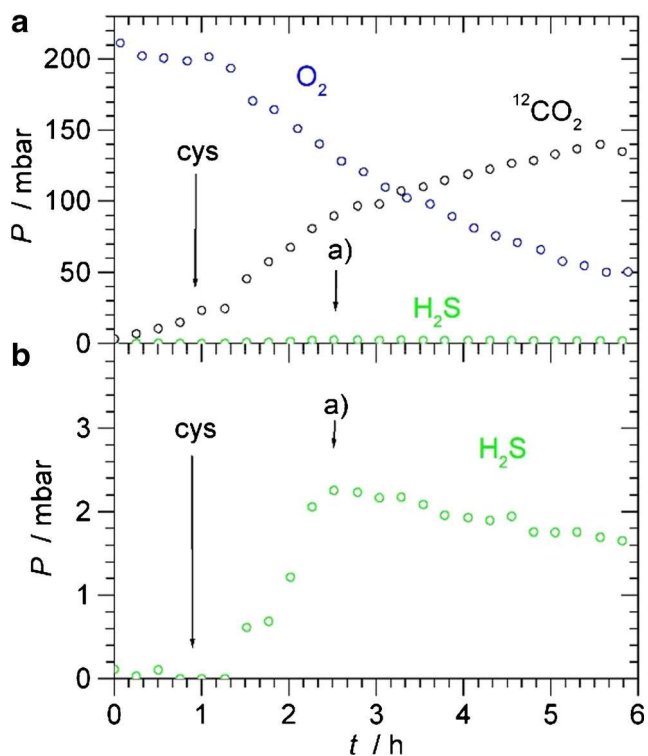 a
200
150
100
50
0
P / mbar
O₂
¹²CO₂
cys
a)
H₂S
b
3
2
1
0
P / mbar
cys
a)
H₂S
0 1 2 3 4 5 6
t / h